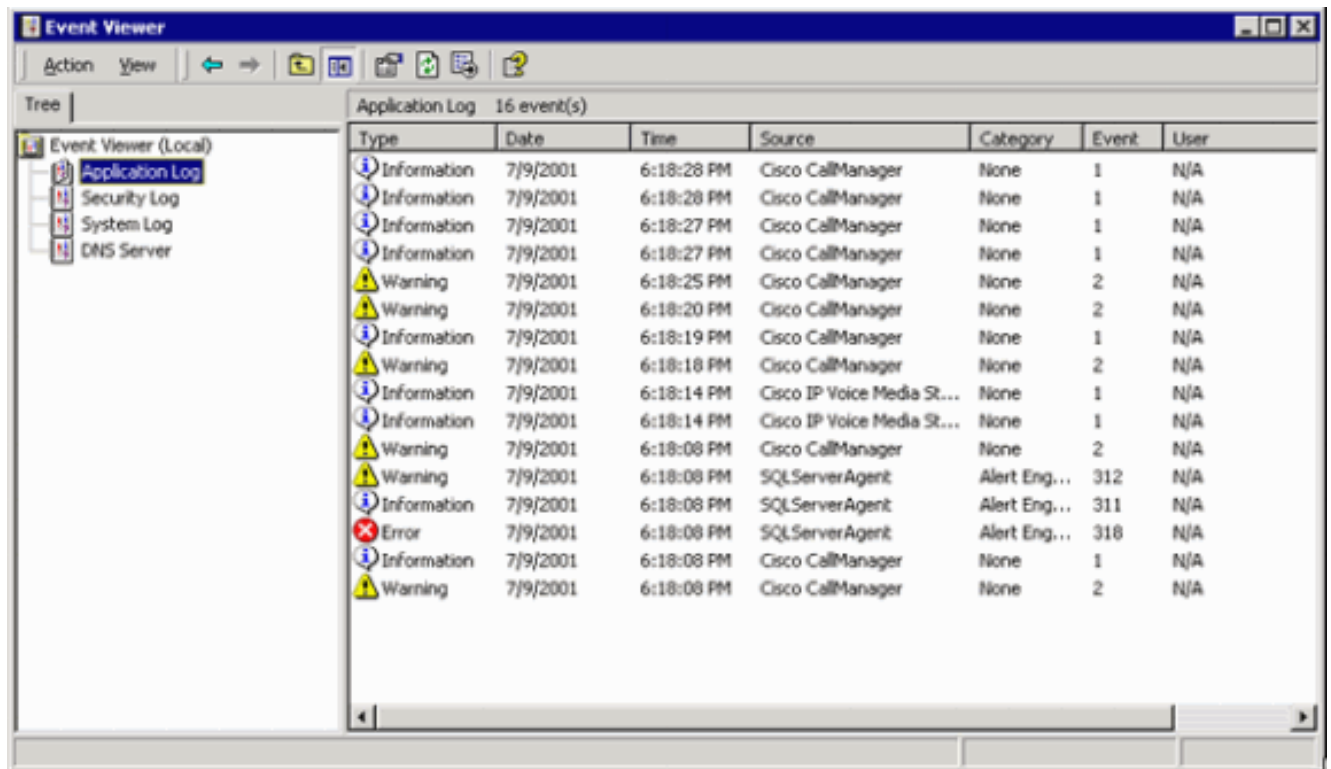 Event Viewer
Action View
Tree
Application Log 16 event(s)
Event Viewer (Local)
Application Log
Security Log
System Log
DNS Server
Type Date Time Source Category Event User
Information 7/9/2001 6:18:28 PM Cisco CallManager None 1 N/A
Information 7/9/2001 6:18:28 PM Cisco CallManager None 1 N/A
Information 7/9/2001 6:18:27 PM Cisco CallManager None 1 N/A
Information 7/9/2001 6:18:27 PM Cisco CallManager None 1 N/A
Warning 7/9/2001 6:18:25 PM Cisco CallManager None 2 N/A
Warning 7/9/2001 6:18:20 PM Cisco CallManager None 2 N/A
Information 7/9/2001 6:18:19 PM Cisco CallManager None 1 N/A
Warning 7/9/2001 6:18:18 PM Cisco CallManager None 2 N/A
Information 7/9/2001 6:18:14 PM Cisco IP Voice Media St... None 1 N/A
Information 7/9/2001 6:18:14 PM Cisco IP Voice Media St... None 1 N/A
Warning 7/9/2001 6:18:08 PM Cisco CallManager None 2 N/A
Warning 7/9/2001 6:18:08 PM SQLServerAgent Alert Eng... 312 N/A
Information 7/9/2001 6:18:08 PM SQLServerAgent Alert Eng... 311 N/A
Error 7/9/2001 6:18:08 PM SQLServerAgent Alert Eng... 318 N/A
Information 7/9/2001 6:18:08 PM Cisco CallManager None 1 N/A
Warning 7/9/2001 6:18:08 PM Cisco CallManager None 2 N/A